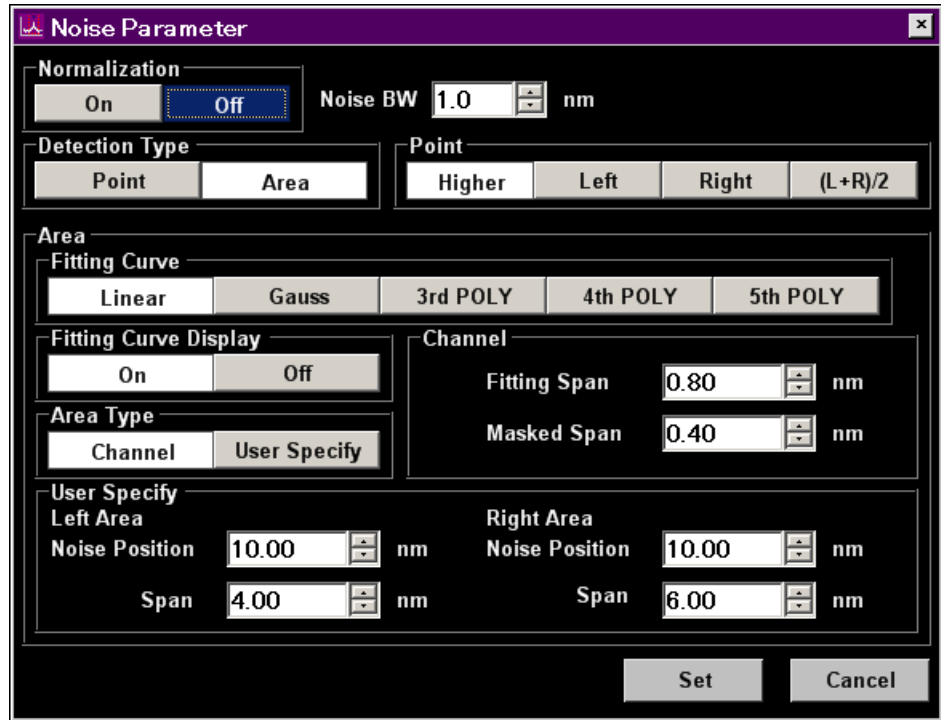 Noise Parameter
Normalization
On Off Noise BW 1.0 nm
Detection Type Point
Point Area Higher Left Right (L+R)/2
Area
Fitting Curve
Linear Gauss 3rd POLY 4th POLY 5th POLY
Fitting Curve Display Channel
On Off Fitting Span 0.80 nm
Area Type Masked Span 0.40 nm
Channel User Specify
User Specify
Left Area Right Area
Noise Position 10.00 nm Noise Position 10.00 nm
Span 4.00 nm Span 6.00 nm
Set Cancel